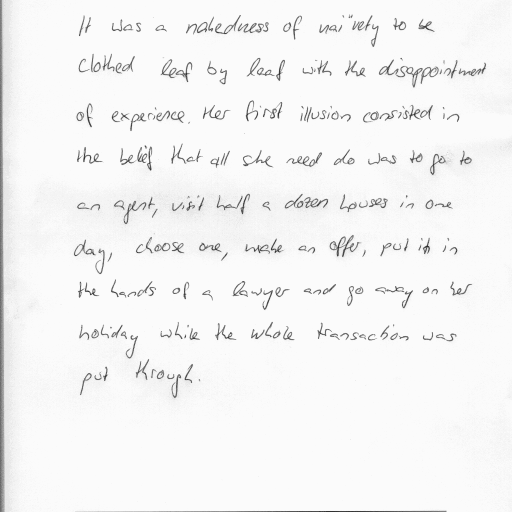 It was a nakedness of naïvety to be
clothed leaf by leaf with the disappointment
of experience. Her first illusion consisted in
the belief that all she need do was to go to
an agent, visit half a dozen houses in one
day, choose one, make an offer, put it in
the hands of a lawyer and go away on her
holiday while the whole transaction was
put through.